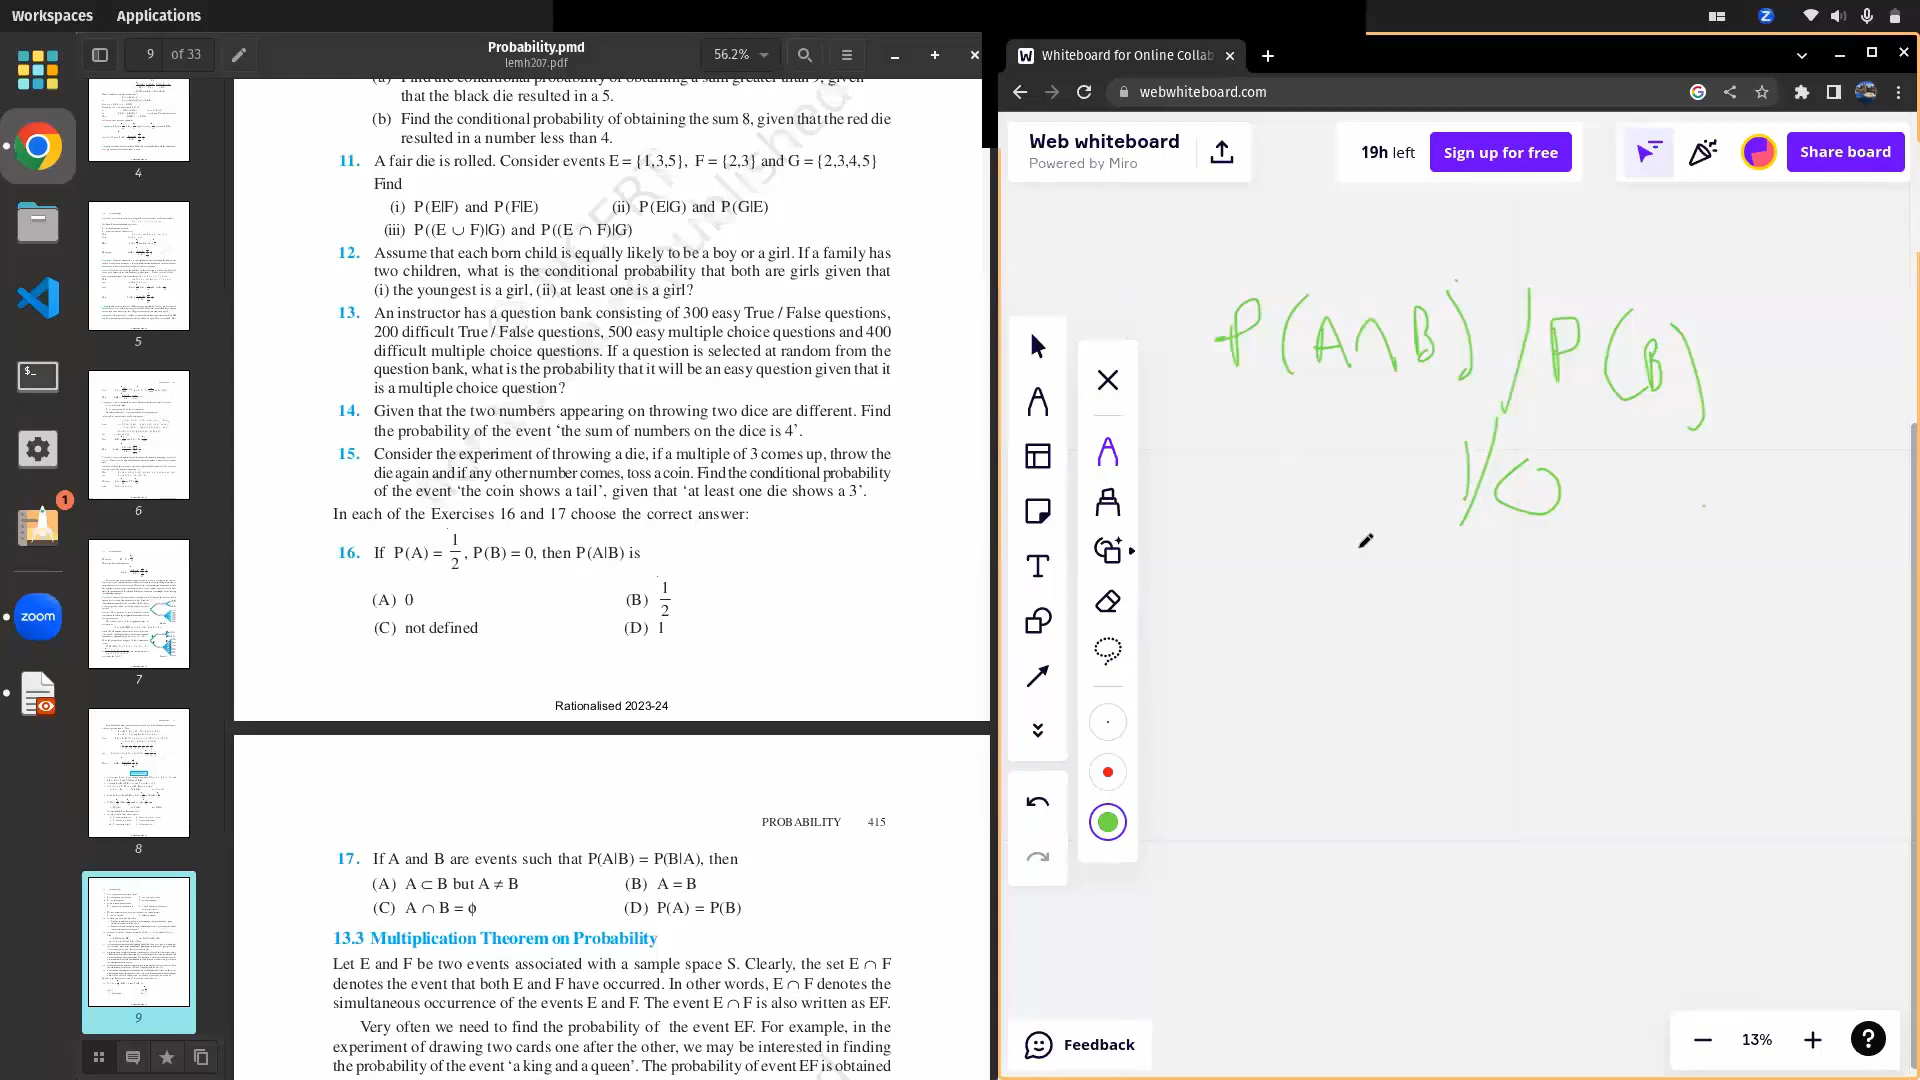 Workspaces Applications
9 of 33
Probability.pmd
lemh207.pdf
56.2%
4
5
6
7
8
9
zoom
1
that the black die resulted in a 5.
(b) Find the conditional probability of obtaining the sum 8, given that the red die
resulted in a number less than 4.
11. A fair die is rolled. Consider events E = {1,3,5}, F = {2,3} and G = {2,3,4,5}
Find
(i) P(E|F) and P(F|E) (ii) P(E|G) and P(G|E)
(iii) P((E ∪ F)|G) and P((E ∩ F)|G)
12. Assume that each born child is equally likely to be a boy or a girl. If a family has
two children, what is the conditional probability that both are girls given that
(i) the youngest is a girl, (ii) at least one is a girl?
13. An instructor has a question bank consisting of 300 easy True / False questions,
200 difficult True / False questions, 500 easy multiple choice questions and 400
difficult multiple choice questions. If a question is selected at random from the
question bank, what is the probability that it will be an easy question given that it
is a multiple choice question?
14. Given that the two numbers appearing on throwing two dice are different. Find
the probability of the event ‘the sum of numbers on the dice is 4’.
15. Consider the experiment of throwing a die, if a multiple of 3 comes up, throw the
die again and if any other number comes, toss a coin. Find the conditional probability
of the event ‘the coin shows a tail’, given that ‘at least one die shows a 3’.
In each of the Exercises 16 and 17 choose the correct answer:
16. If P(A) = 1/2, P(B) = 0, then P(A|B) is
(A) 0 (B) 1/2
(C) not defined (D) 1
Rationalised 2023-24
PROBABILITY 415
17. If A and B are events such that P(A|B) = P(B|A), then
(A) A ⊂ B but A ≠ B (B) A = B
(C) A ∩ B = ϕ (D) P(A) = P(B)
13.3 Multiplication Theorem on Probability
Let E and F be two events associated with a sample space S. Clearly, the set E ∩ F
denotes the event that both E and F have occurred. In other words, E ∩ F denotes the
simultaneous occurrence of the events E and F. The event E ∩ F is also written as EF.
Very often we need to find the probability of the event EF. For example, in the
experiment of drawing two cards one after the other, we may be interested in finding
the probability of the event ‘a king and a queen’. The probability of event EF is obtained
Whiteboard for Online Collab
webwhiteboard.com
Web whiteboard
Powered by Miro
19h left
Sign up for free
Share board
P(A∩B)/P(B)
1/0
Feedback
13%